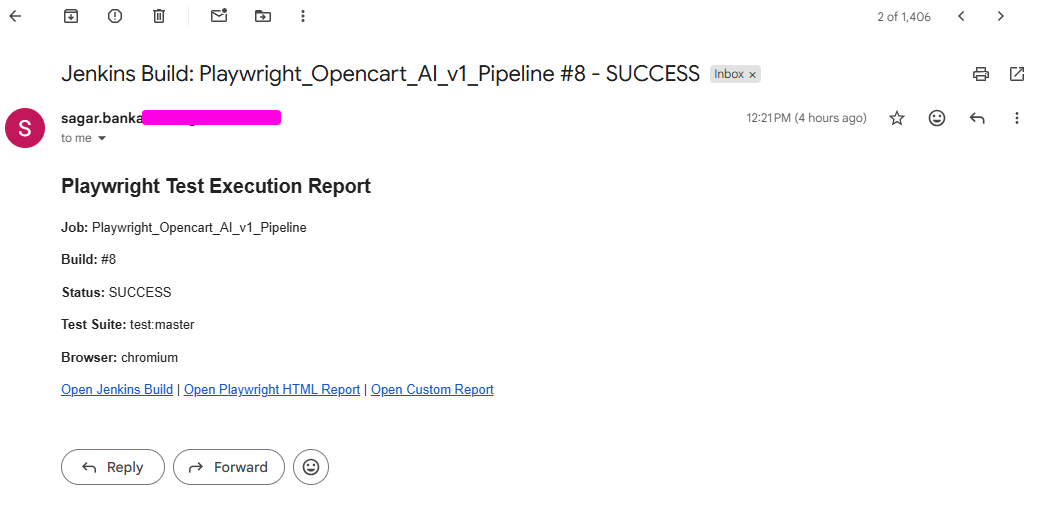 2 of 1,406
Jenkins Build: Playwright_Opencart_AI_v1_Pipeline #8 - SUCCESS Inbox ×
S
sagar.banka
12:21 PM (4 hours ago)
to me
Playwright Test Execution Report
Job: Playwright_Opencart_AI_v1_Pipeline
Build: #8
Status: SUCCESS
Test Suite: test:master
Browser: chromium
Open Jenkins Build | Open Playwright HTML Report | Open Custom Report
Reply Forward